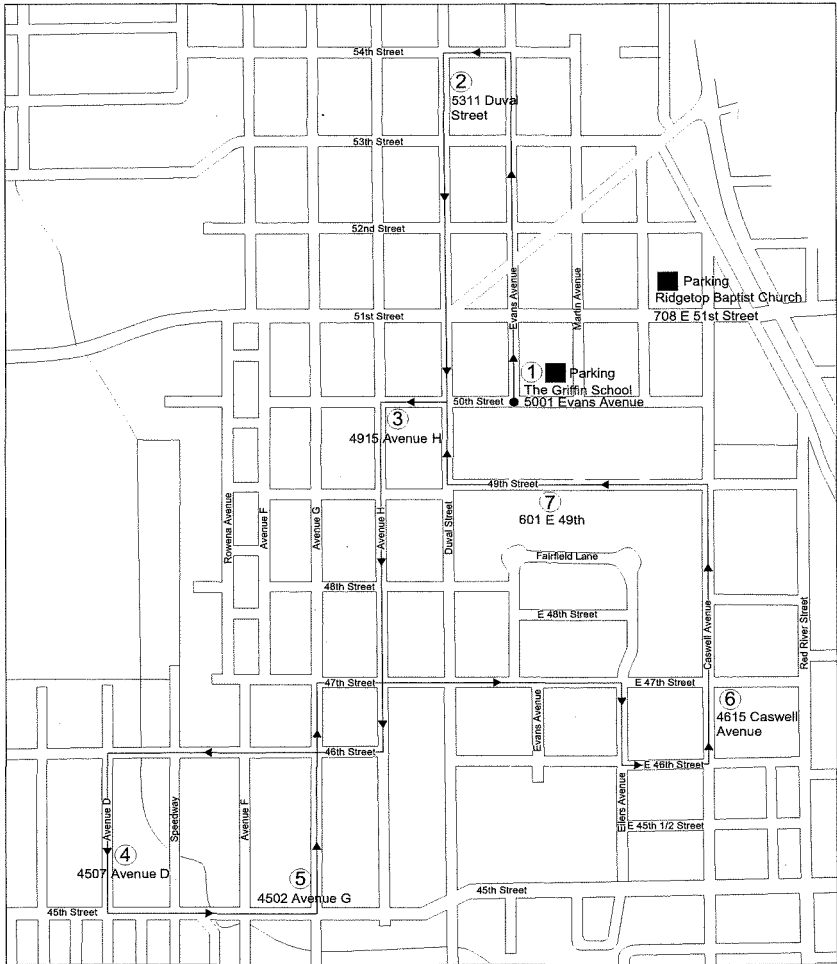 54th Street
2
5311 Duval
Street
53th Street
52nd Street
Evans Avenue
Martin Avenue
Parking
Ridgetop Baptist Church
708 E 51st Street
51st Street
1
Parking
The Griffin School
5001 Evans Avenue
50th Street
3
4915 Avenue H
49th Street
7
601 E 49th
Rowena Avenue
Avenue F
Avenue G
Avenue H
Duval Street
Fairfield Lane
48th Street
E 48th Street
Caswell Avenue
Red River Street
47th Street
E 47th Street
6
4615 Caswell
Avenue
Evans Avenue
46th Street
E 46th Street
Avenue D
Speedway
Avenue F
Eilers Avenue
E 45th 1/2 Street
4
4507 Avenue D
5
4502 Avenue G
45th Street
45th Street